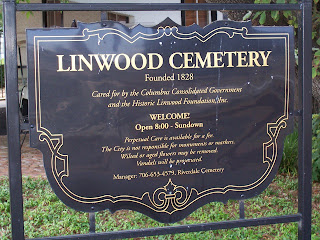 LINWOOD CEMETERY
Founded 1828
Cared for by the Columbus Consolidated Government
and the Historic Linwood Foundation, Inc.
WELCOME!
Open 8:00 - Sundown
Perpetual Care is available for a fee.
The City is not responsible for monuments or markers.
Wilted or aged flowers may be removed.
Vandals will be prosecuted.
Manager: 706-653-4579, Riverdale Cemetery